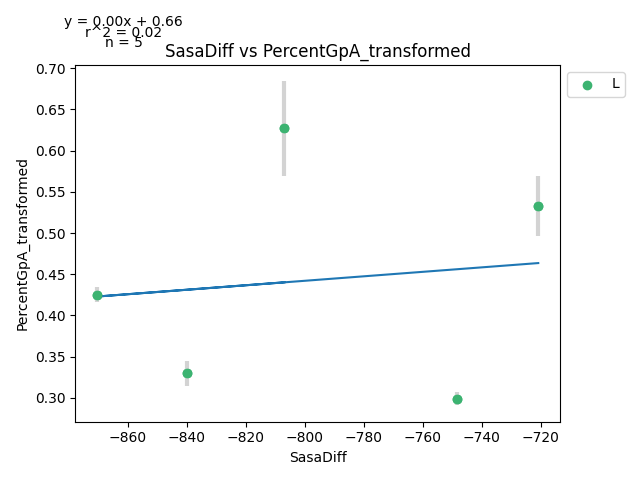 y = 0.00x + 0.66
r^2 = 0.02
n = 5
SasaDiff vs PercentGpA_transformed
L
PercentGpA_transformed
0.70
0.65
0.60
0.55
0.50
0.45
0.40
0.35
0.30
−860 −840 −820 −800 −780 −760 −740 −720
SasaDiff